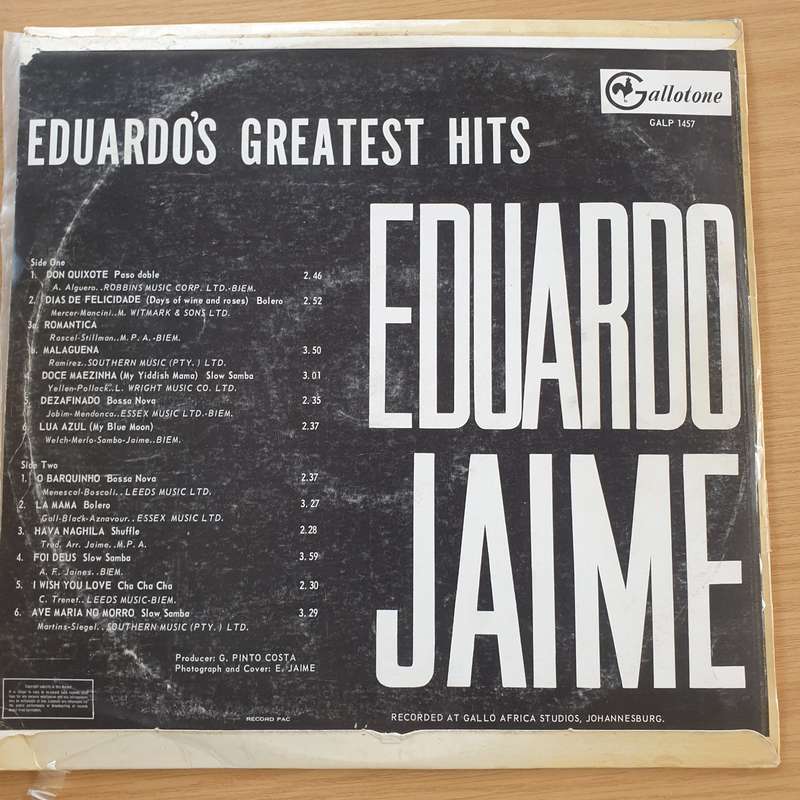 Gallotone
GALP 1457
EDUARDO'S GREATEST HITS
EDUARDO
JAIME
Side One
1. DON QUIXOTE Paso doble 2.46
A. Alguero..ROBBINS MUSIC CORP. LTD.-BIEM.
2. DIAS DE FELICIDADE (Days of wine and roses) Bolero 2.52
Mercer-Mancini..M. WITMARK & SONS LTD.
3a. ROMANTICA
Rascel-Stillman..M.P.A.-BIEM.
b. MALAGUENA 3.50
Ramirez..SOUTHERN MUSIC (PTY.) LTD.
DOCE MAEZINHA (My Yiddish Mama) Slow Samba 3.01
Yellen-Pollack..L. WRIGHT MUSIC CO. LTD.
5. DEZAFINADO Bossa Nova 2.35
Jobim-Mendonca..ESSEX MUSIC LTD.-BIEM.
6. LUA AZUL (My Blue Moon) 2.37
Welch-Merlo-Samba-Jaime..BIEM.
Side Two
1. O BARQUINHO Bossa Nova 2.37
Menescal-Boscoli..LEEDS MUSIC LTD.
2. LA MAMA Bolero 3.27
Gall-Black-Aznavour..ESSEX MUSIC LTD.
3. HAVA NAGHILA Shuffle 2.28
Trad. Arr. Jaime..M.P.A.
4. FOI DEUS Slow Samba 3.59
A. F. Jaines..BIEM.
5. I WISH YOU LOVE Cha Cha Cha 2.30
C. Trenet..LEEDS MUSIC-BIEM.
6. AVE MARIA NO MORRO Slow Samba 3.29
Martins-Siegel..SOUTHERN MUSIC (PTY.) LTD.
Producer: G. PINTO COSTA
Photograph and Cover: E. JAIME
RECORD PAC
RECORDED AT GALLO AFRICA STUDIOS, JOHANNESBURG.